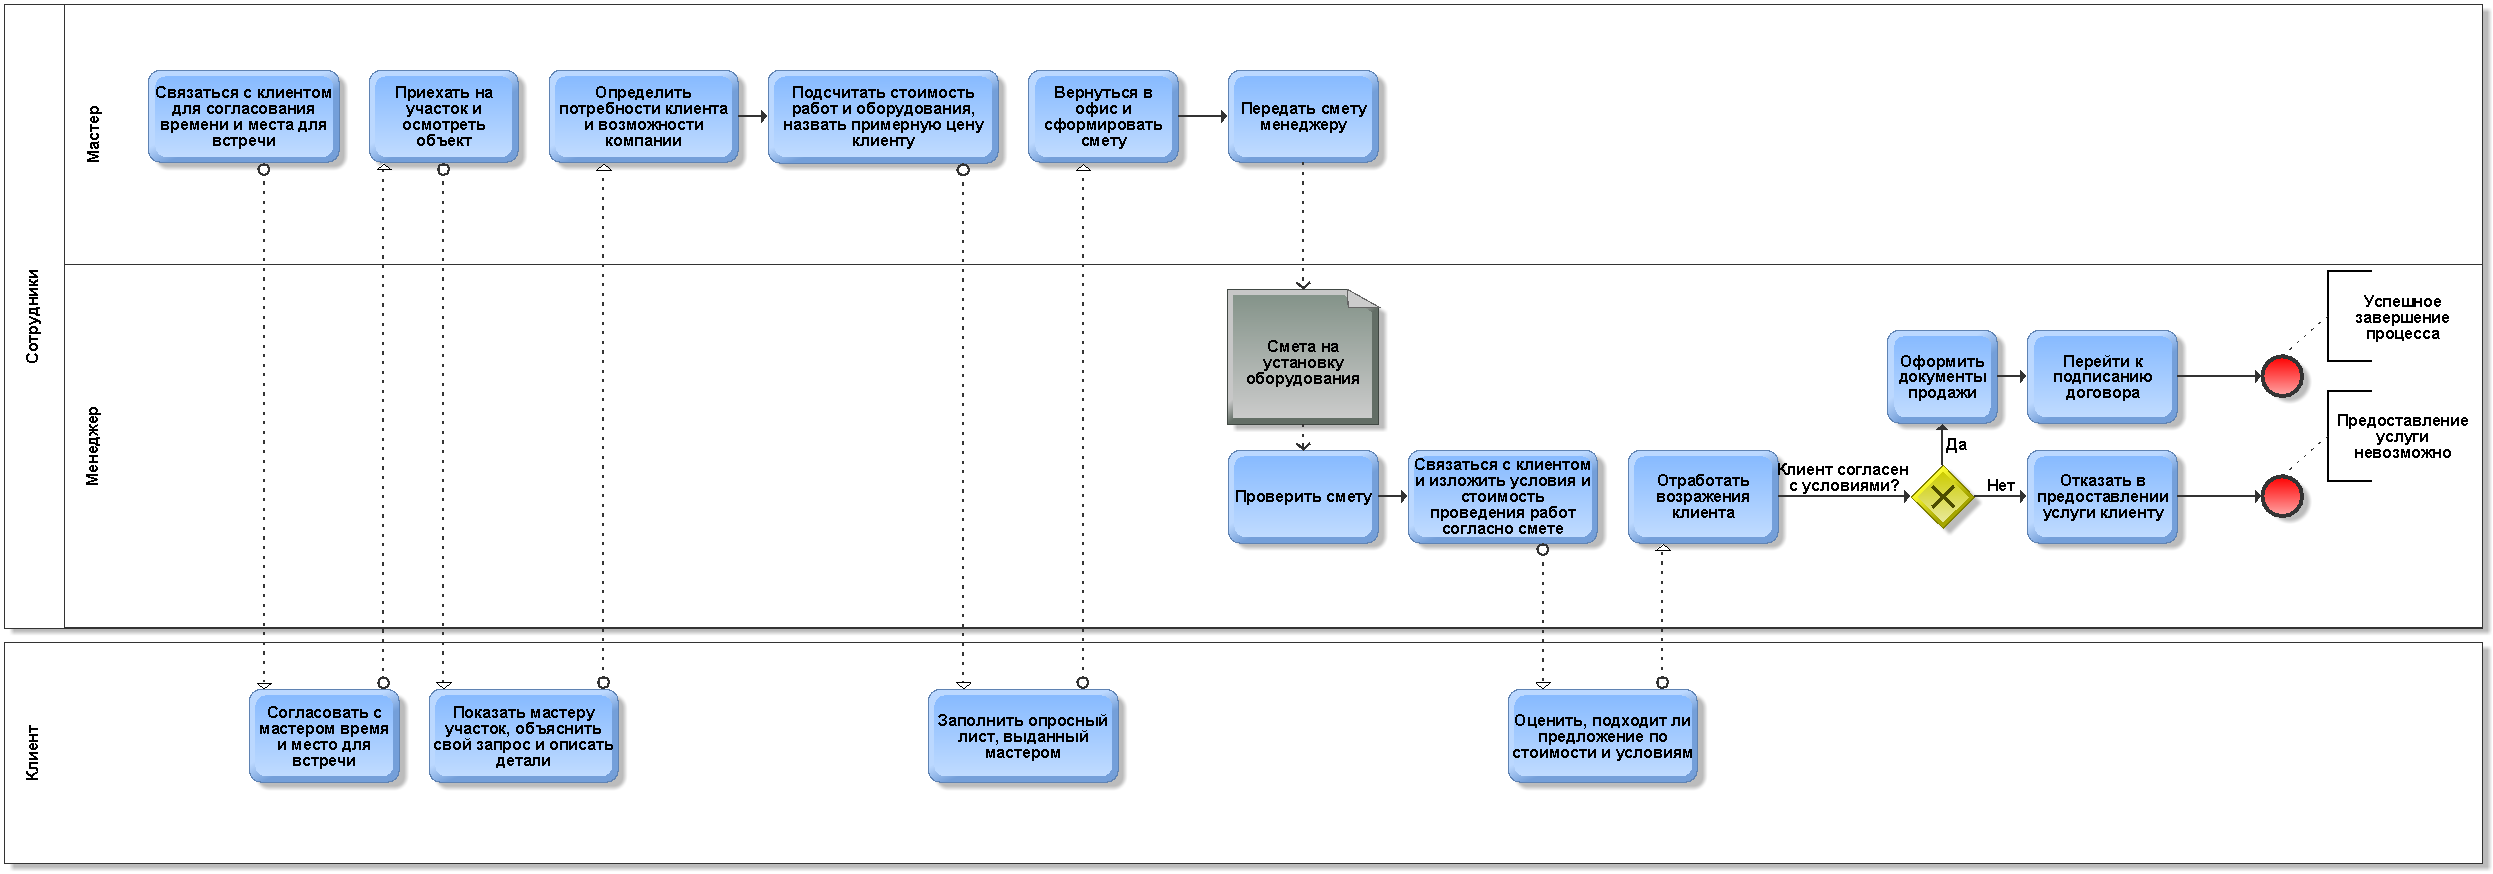 Сотрудники
Мастер
Связаться с клиентом
для согласования
времени и места для
встречи
Приехать на
участок и
осмотреть
объект
Определить
потребности клиента
и возможности
компании
Подсчитать стоимость
работ и оборудования,
назвать примерную цену
клиенту
Вернуться в
офис и
сформировать
смету
Передать смету
менеджеру
Менеджер
Смета на
установку
оборудования
Проверить смету
Связаться с клиентом
и изложить условия и
стоимость
проведения работ
согласно смете
Отработать
возражения
клиента
Клиент согласен
с условиями?
Да
Нет
Оформить
документы
продажи
Перейти к
подписанию
договора
Успешное
завершение
процесса
Отказать в
предоставлении
услуги клиенту
Предоставление
услуги
невозможно
Клиент
Согласовать с
мастером время
и место для
встречи
Показать мастеру
участок, объяснить
свой запрос и описать
детали
Заполнить опросный
лист, выданный
мастером
Оценить, подходит ли
предложение по
стоимости и условиям